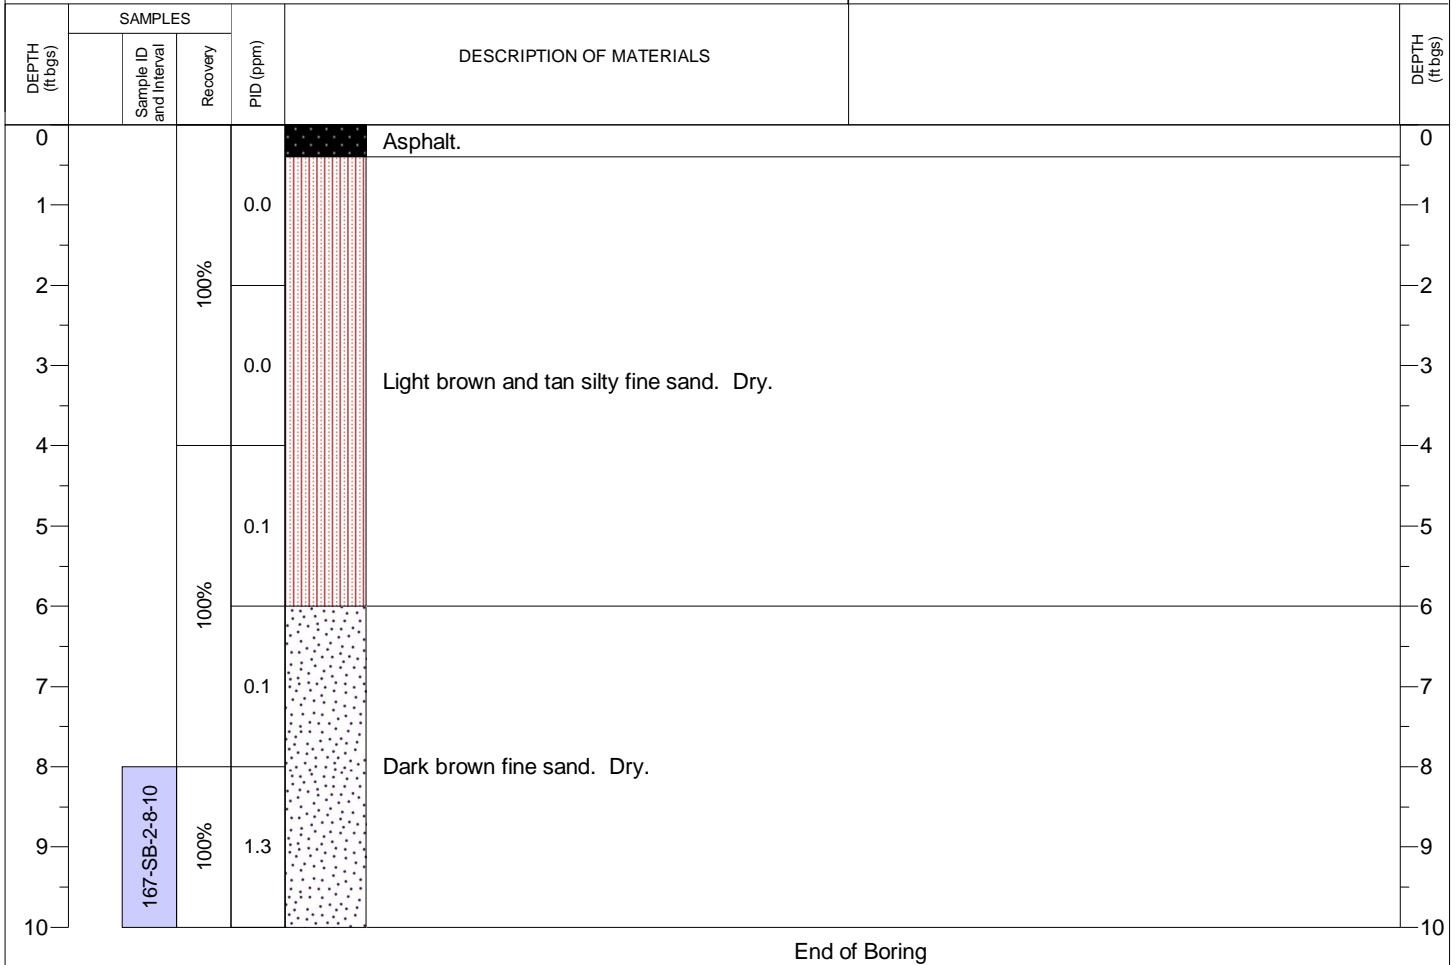 SAMPLES
DEPTH
(ft bgs)
Sample ID
and Interval
Recovery
PID (ppm)
DESCRIPTION OF MATERIALS
DEPTH
(ft bgs)
0
Asphalt.
0
1
0.0
1
100%
2
2
3
0.0
3
Light brown and tan silty fine sand. Dry.
4
4
5
0.1
5
100%
6
6
7
0.1
7
8
Dark brown fine sand. Dry.
8
167-SB-2-8-10
9
100%
1.3
9
10
10
End of Boring